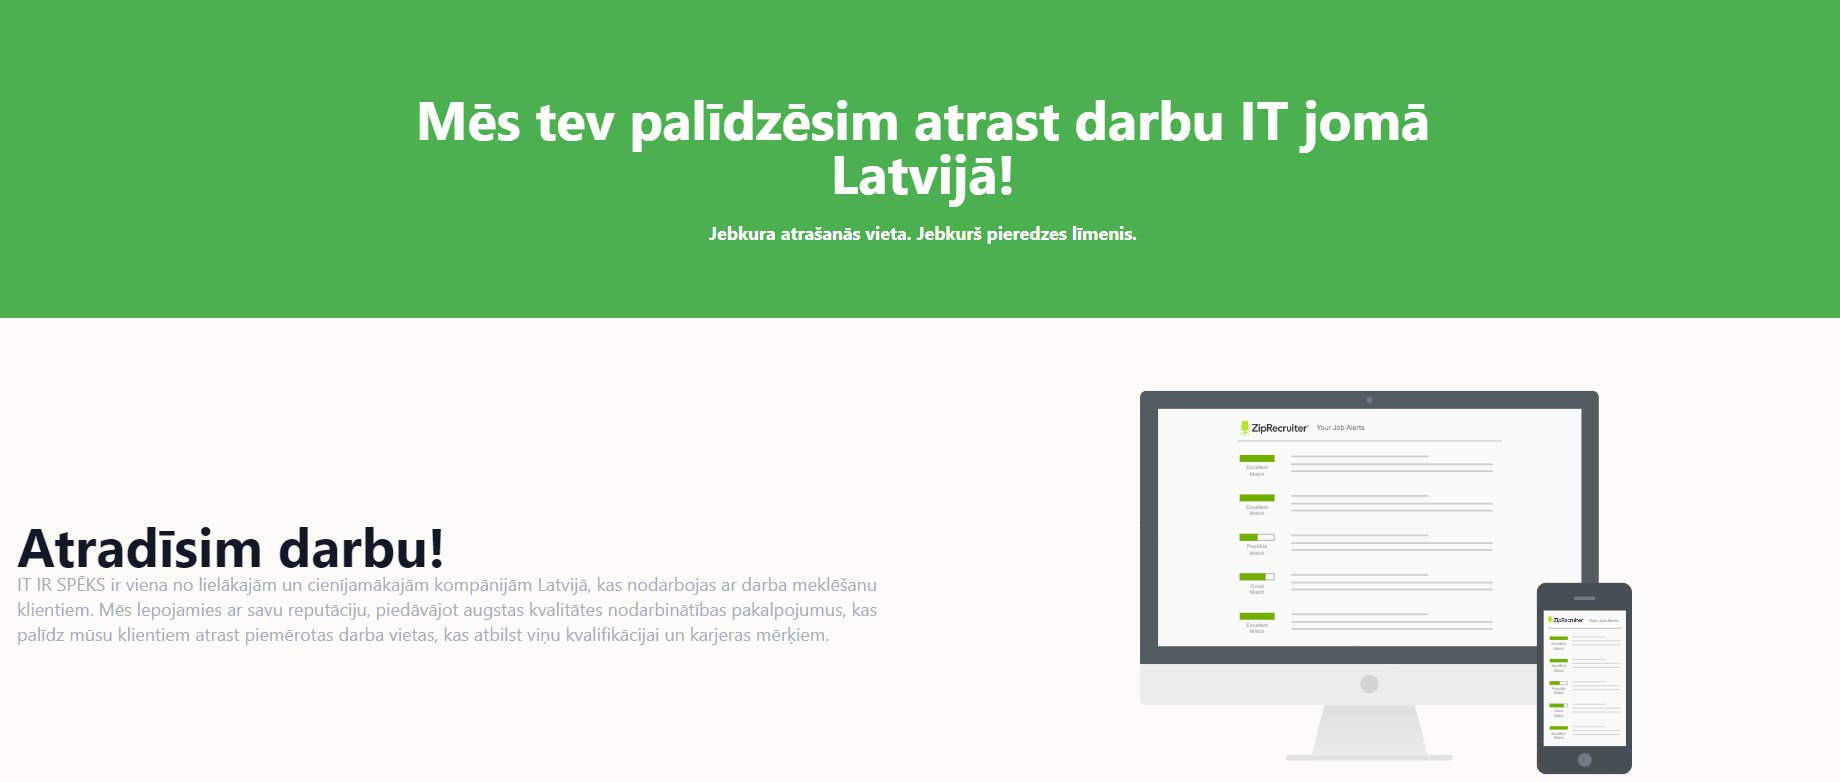 Mēs tev palīdzēsim atrast darbu IT jomā
Latvijā!
Jebkura atrašanās vieta. Jebkurš pieredzes līmenis.
Atradīsim darbu!
IT IR SPĒKS ir viena no lielākajām un cienījamākajām kompānijām Latvijā, kas nodarbojas ar darba meklēšanu
klientiem. Mēs lepojamies ar savu reputāciju, piedāvājot augstas kvalitātes nodarbinātības pakalpojumus, kas
palīdz mūsu klientiem atrast piemērotas darba vietas, kas atbilst viņu kvalifikācijai un karjeras mērķiem.
ZipRecruiter Your Job Alerts
Excellent
Match
Excellent
Match
Possible
Match
Good
Match
Excellent
Match
ZipRecruiter Your Job Alerts
Excellent
Match
Excellent
Match
Possible
Match
Good
Match
Excellent
Match